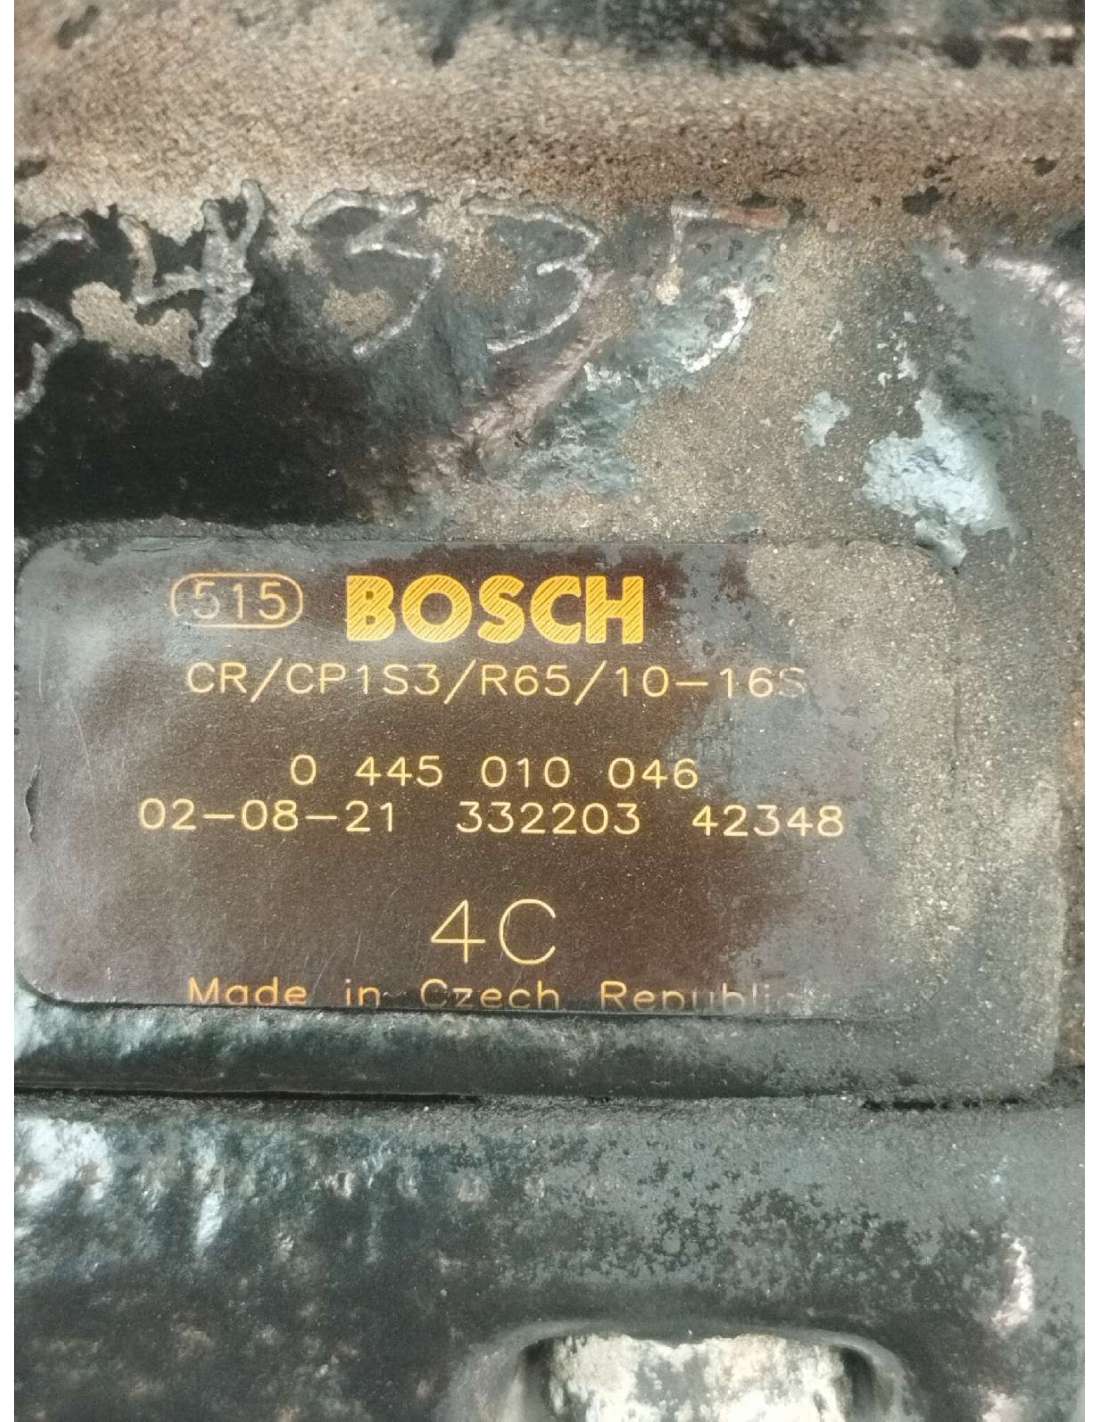 54335
515 BOSCH
CR/CP1S3/R65/10-16S
0 445 010 046
02-08-21 332203 42348
4C
Made in Czech Republic